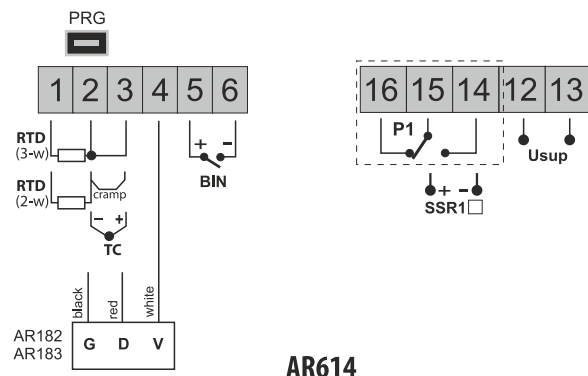 PRG
1 2 3 4 5 6
16 15 14 12 13
RTD
(3-w)
+ -
BIN
P1
Usup
RTD
(2-w)
cramp
- +
TC
+ -
SSR1
black
red
white
AR182
AR183
G D V
AR614